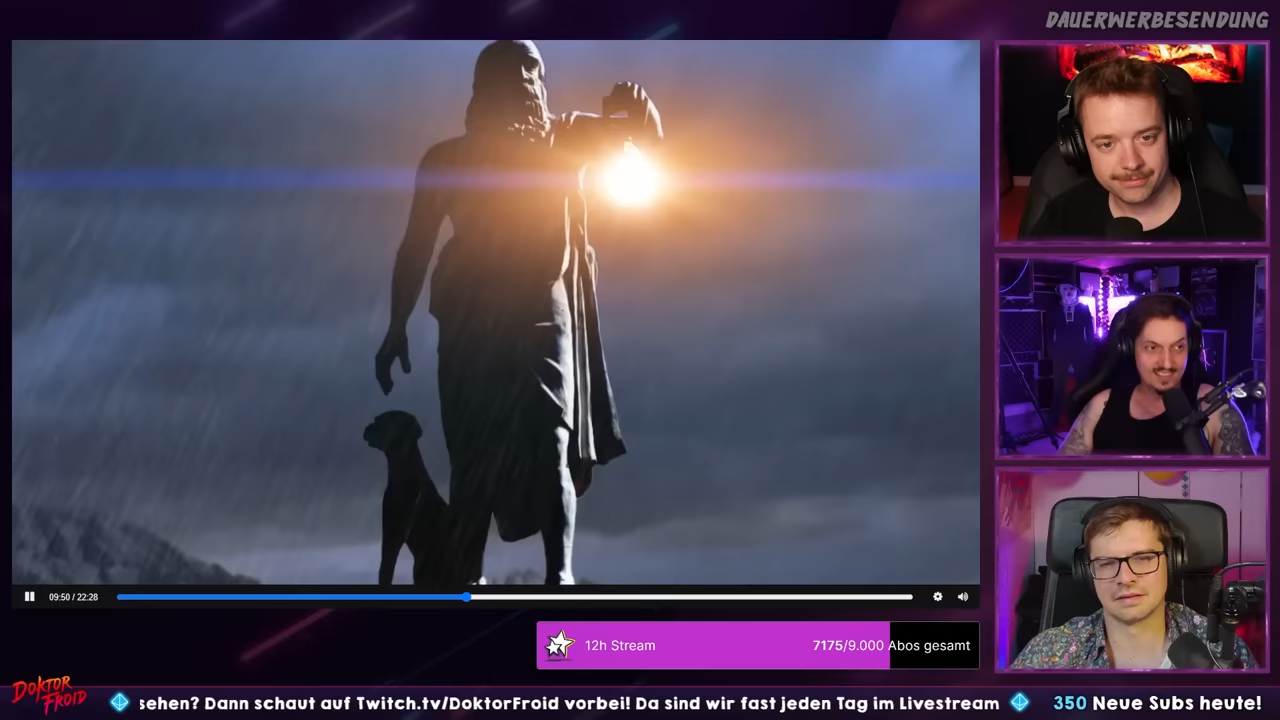 DAUERWERBESENDUNG
09:50 / 22:28
12h Stream
7175/9.000 Abos gesamt
DOKTOR
FROID
sehen? Dann schaut auf Twitch.tv/DoktorFroid vorbei! Da sind wir fast jeden Tag im Livestream
350 Neue Subs heute!